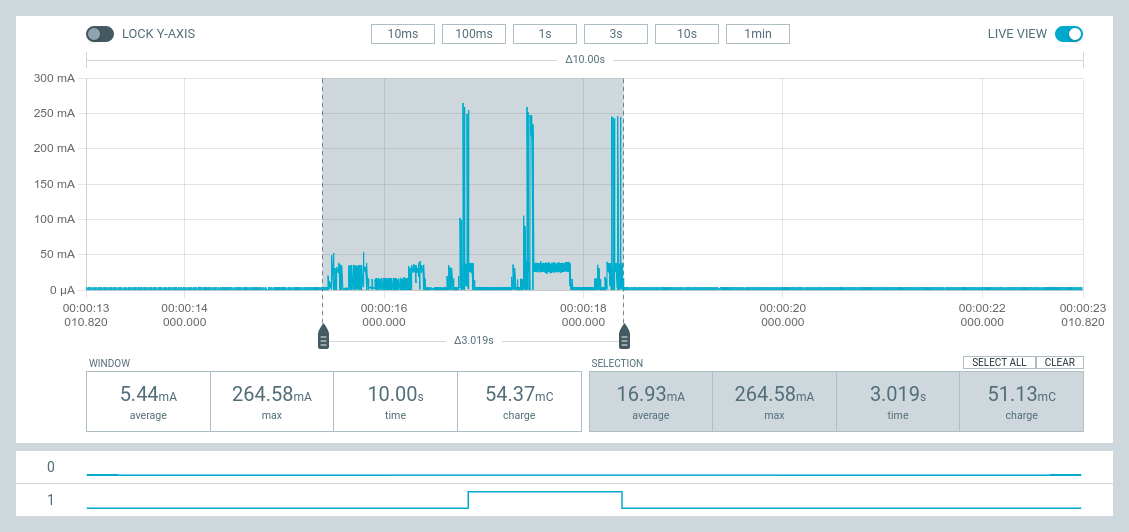 LOCK Y-AXIS 10ms 100ms 1s 3s 10s 1min LIVE VIEW
Δ10.00s
300 mA
250 mA
200 mA
150 mA
100 mA
50 mA
0 µA
00:00:13 00:00:14 00:00:16 00:00:18 00:00:20 00:00:22 00:00:23
010.820 000.000 000.000 000.000 000.000 000.000 010.820
Δ3.019s
WINDOW SELECTION SELECT ALL CLEAR
5.44mA 264.58mA 10.00s 54.37mC 16.93mA 264.58mA 3.019s 51.13mC
average max time charge average max time charge
0
1